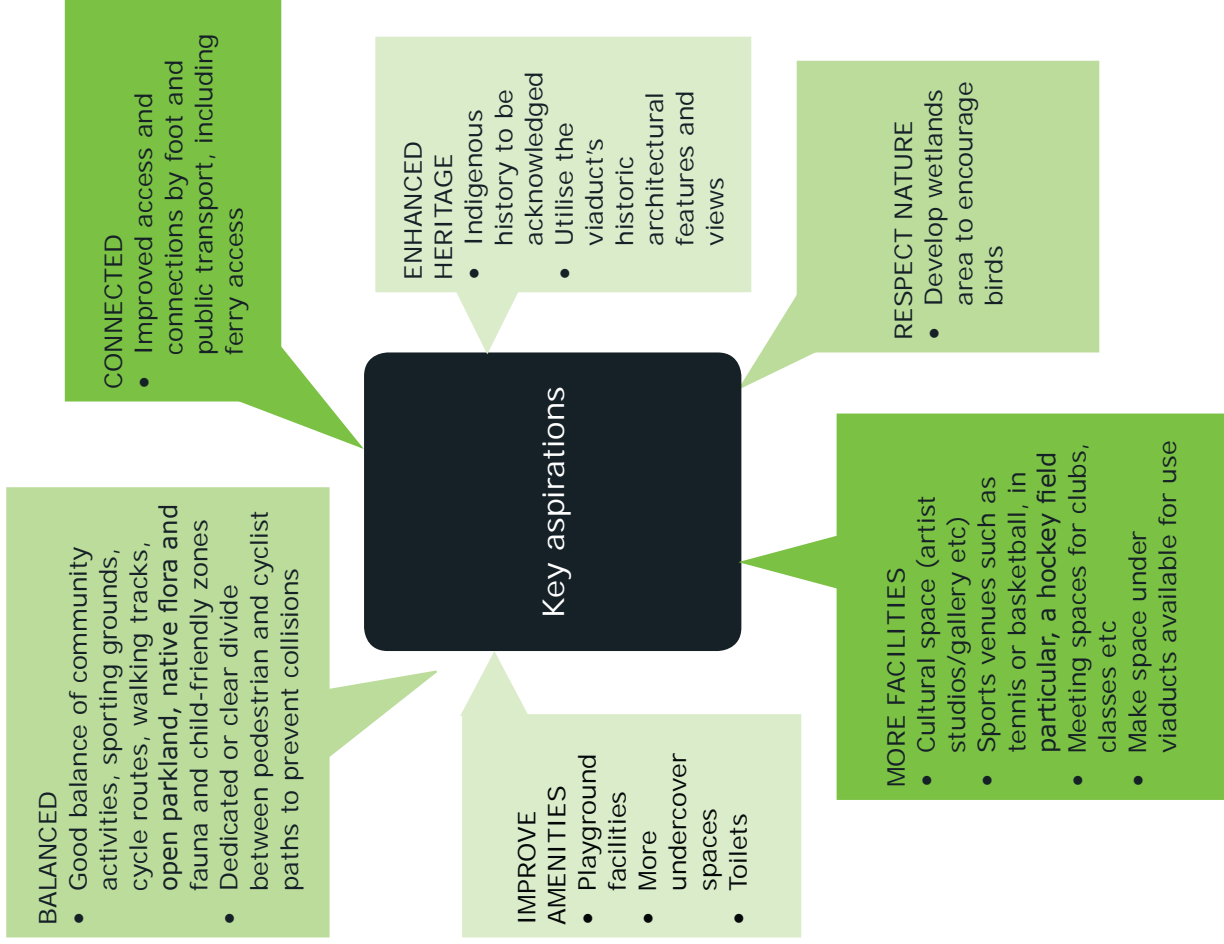 BALANCED
• Good balance of community
activities, sporting grounds,
cycle routes, walking tracks,
open parkland, native flora and
fauna and child-friendly zones
• Dedicated or clear divide
between pedestrian and cyclist
paths to prevent collisions
CONNECTED
• Improved access and
connections by foot and
public transport, including
ferry access
IMPROVE
AMENITIES
• Playground
facilities
• More
undercover
spaces
• Toilets
Key aspirations
ENHANCED
HERITAGE
• Indigenous
history to be
acknowledged
• Utilise the
viaduct's
historic
architectural
features and
views
MORE FACILITIES
• Cultural space (artist
studios/gallery etc)
• Sports venues such as
tennis or basketball, in
particular, a hockey field
• Meeting spaces for clubs,
classes etc
• Make space under
viaducts available for use
RESPECT NATURE
• Develop wetlands
area to encourage
birds